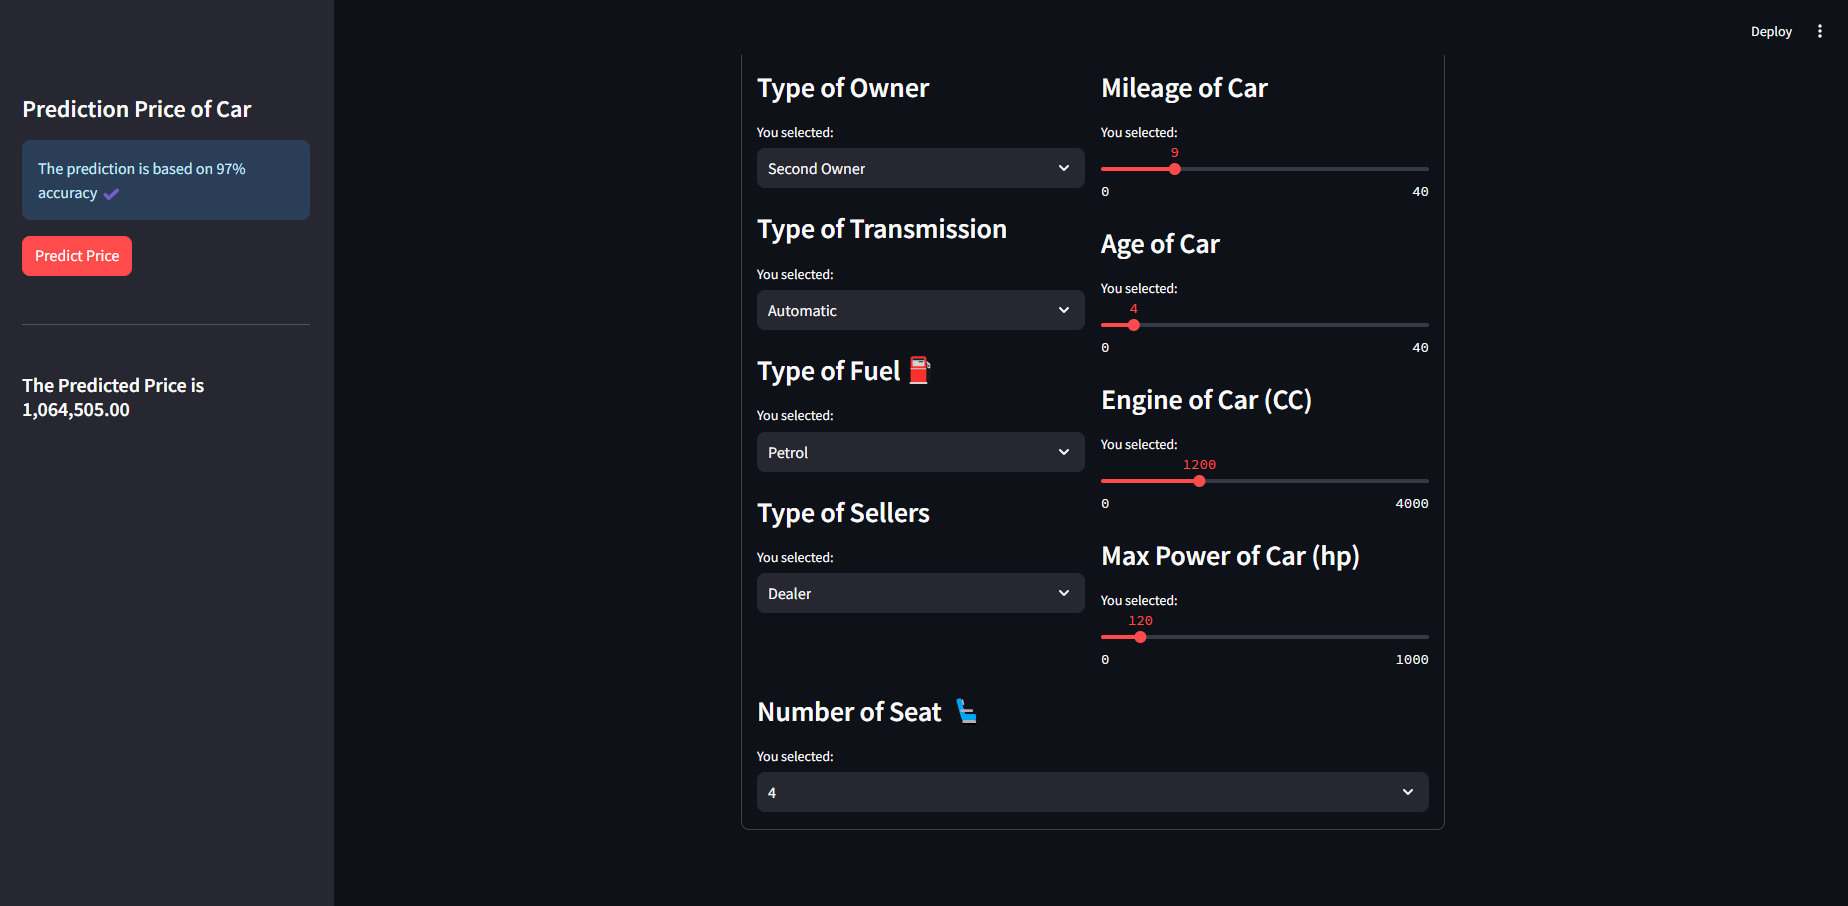 Deploy
Prediction Price of Car
The prediction is based on 97%
accuracy
Predict Price
The Predicted Price is
1,064,505.00
Type of Owner
You selected:
Second Owner
Type of Transmission
You selected:
Automatic
Type of Fuel
You selected:
Petrol
Type of Sellers
You selected:
Dealer
Mileage of Car
You selected:
9
0 40
Age of Car
You selected:
4
0 40
Engine of Car (CC)
You selected:
1200
0 4000
Max Power of Car (hp)
You selected:
120
0 1000
Number of Seat
You selected:
4